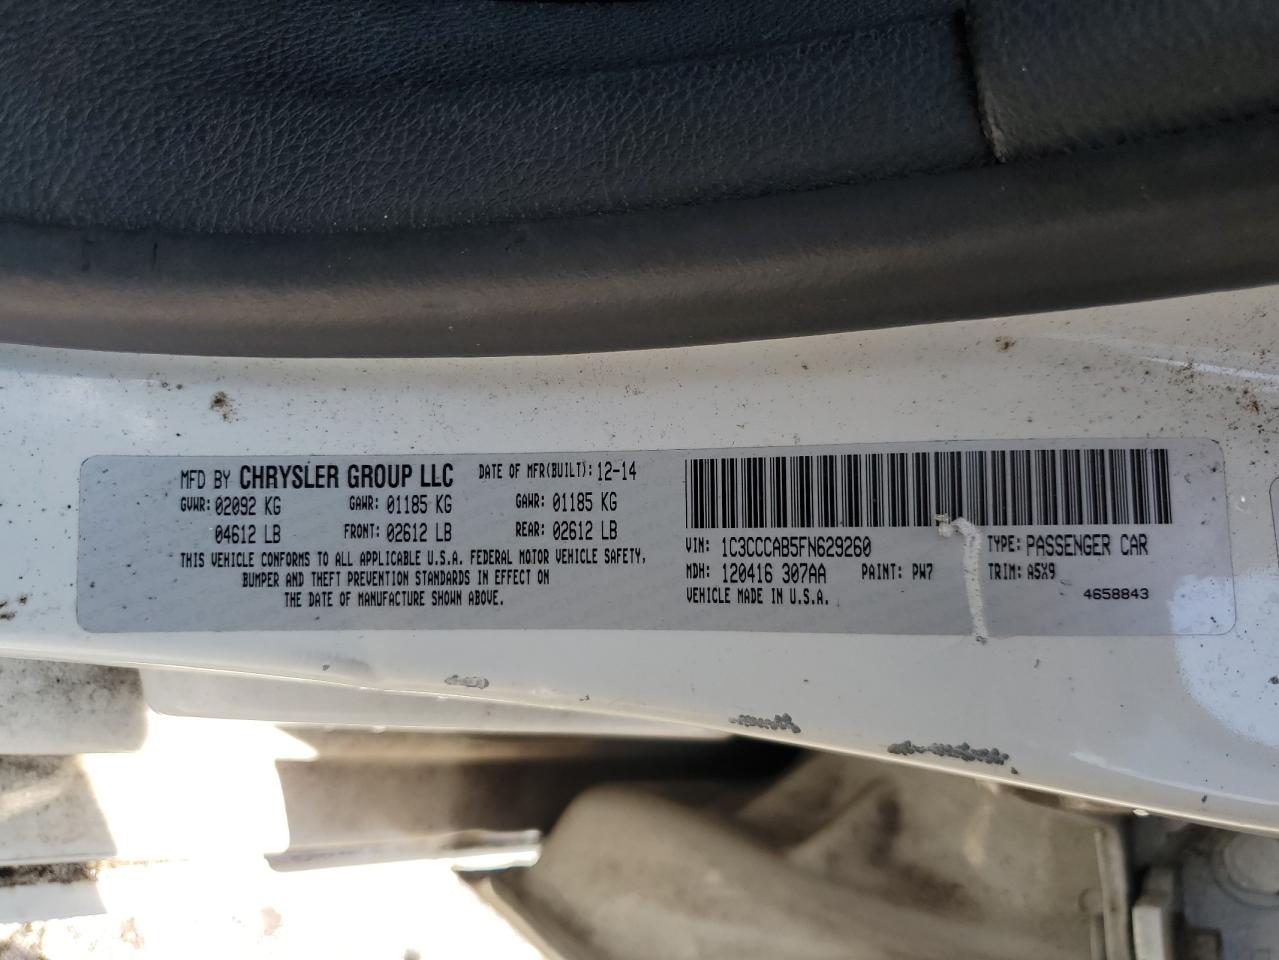 MFD BY CHRYSLER GROUP LLC DATE OF MFR(BUILT): 12-14
GVWR: 02092 KG GAWR: 01185 KG GAWR: 01185 KG
04612 LB FRONT: 02612 LB REAR: 02612 LB
THIS VEHICLE CONFORMS TO ALL APPLICABLE U.S.A. FEDERAL MOTOR VEHICLE SAFETY,
BUMPER AND THEFT PREVENTION STANDARDS IN EFFECT ON
THE DATE OF MANUFACTURE SHOWN ABOVE.
VIN: 1C3CCCAB5FN629260 TYPE: PASSENGER CAR
MDH: 120416 307AA PAINT: PW7 TRIM: A5X9
VEHICLE MADE IN U.S.A. 4658843